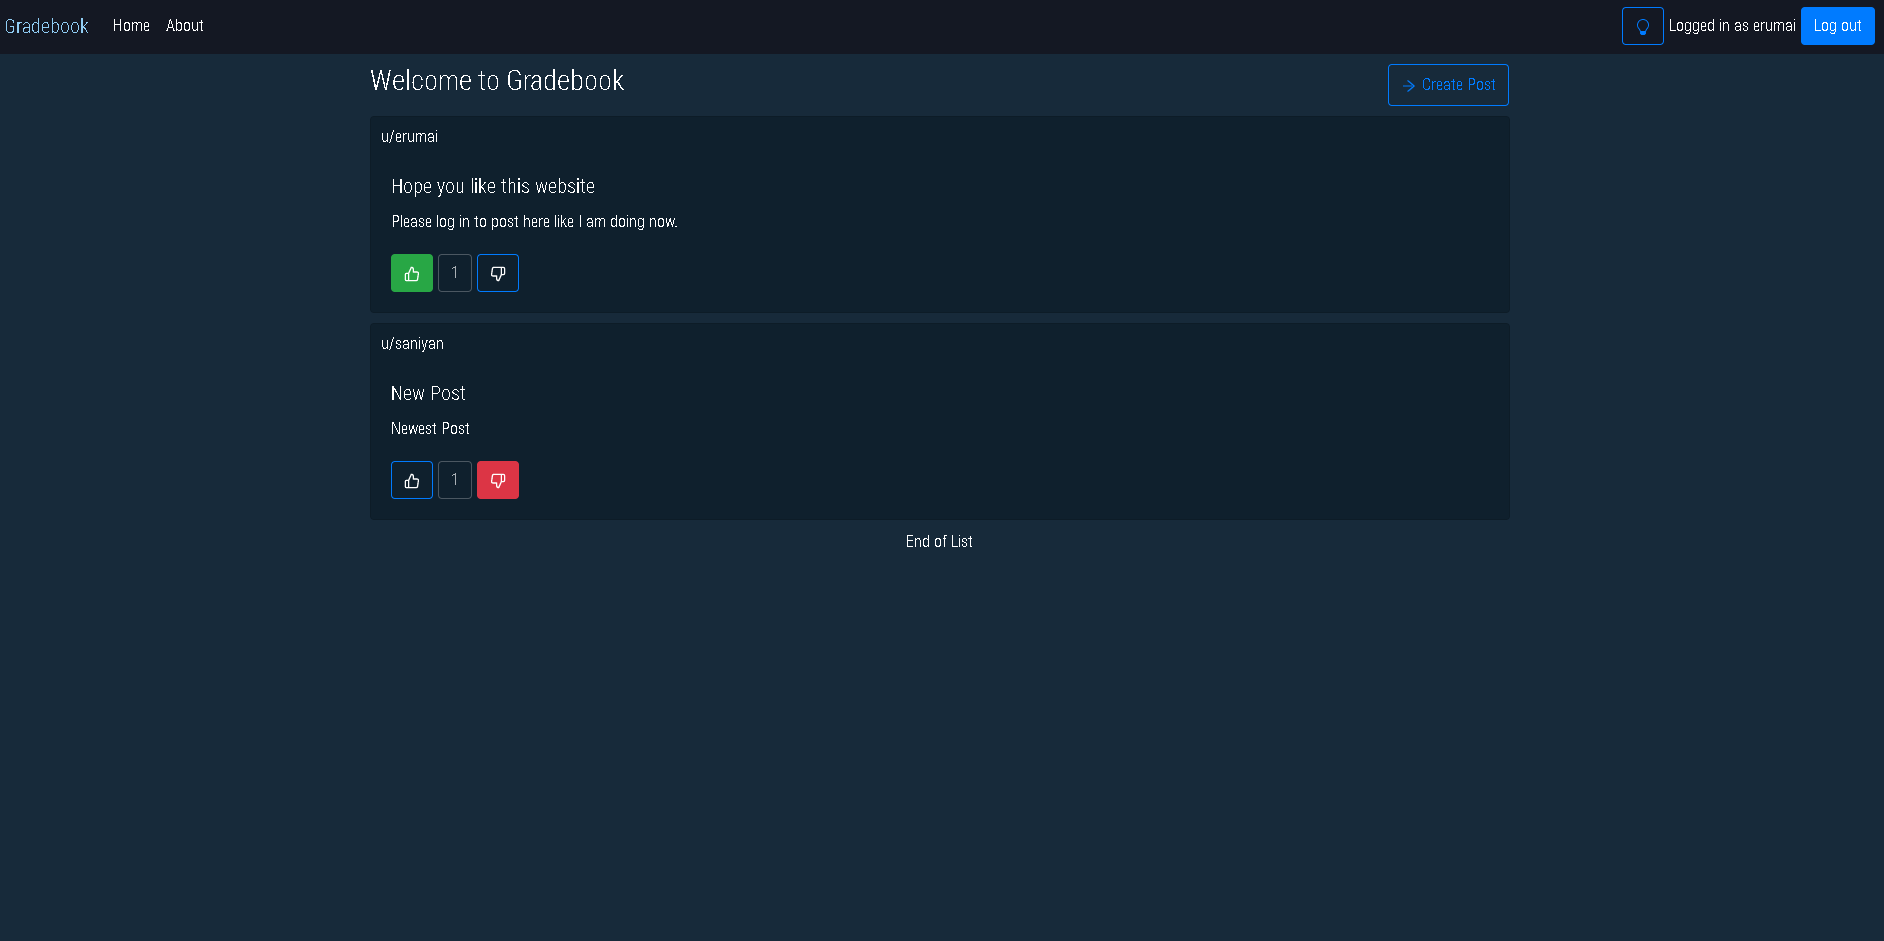 Gradebook Home About Logged in as erumai Log out
Welcome to Gradebook
Create Post
u/erumai
Hope you like this website
Please log in to post here like I am doing now.
1
u/saniyan
New Post
Newest Post
1
End of List